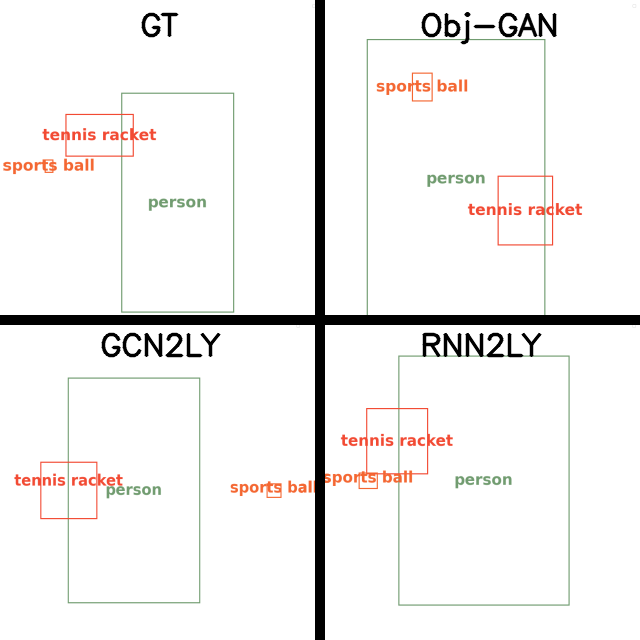 GT
tennis racket
sports ball
person
Obj-GAN
sports ball
person
tennis racket
GCN2LY
tennis racket
person
sports ball
RNN2LY
tennis racket
sports ball
person